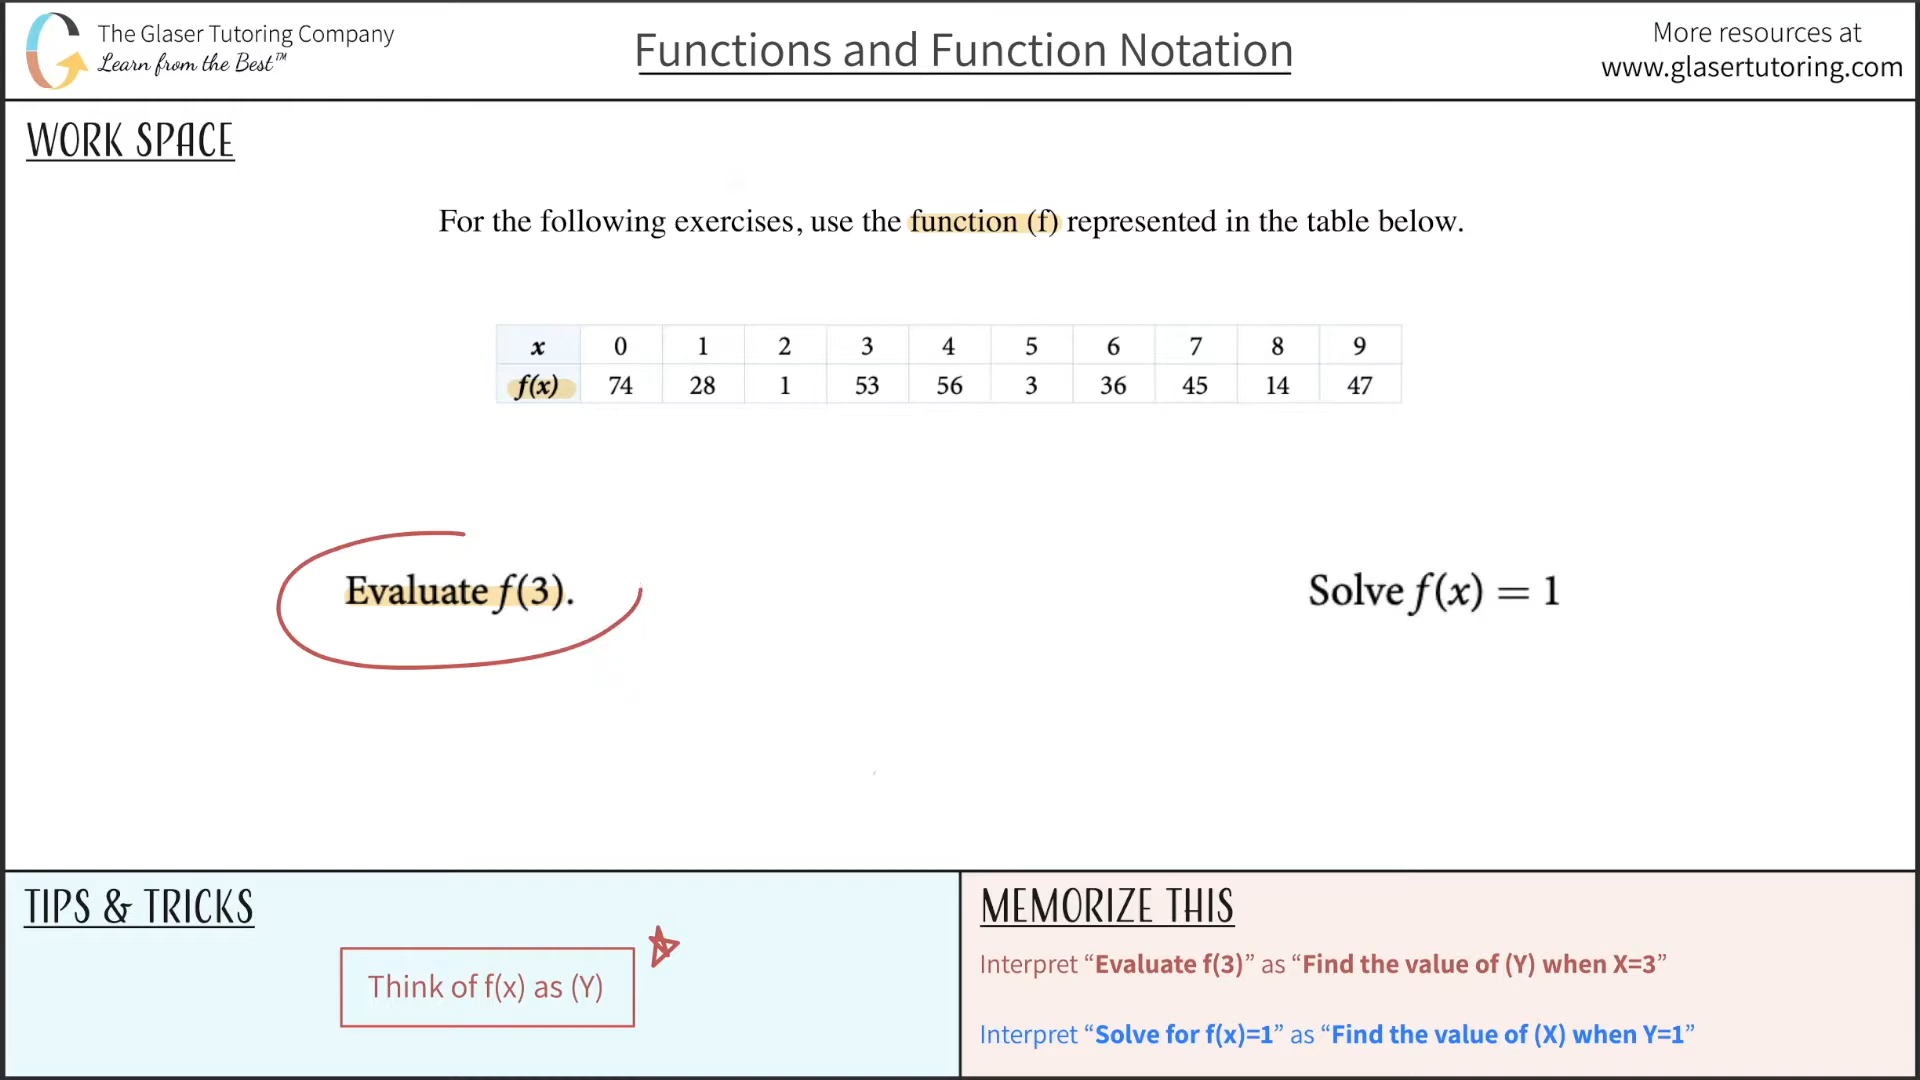 The Glaser Tutoring Company
Learn from the Best™
Functions and Function Notation
More resources at
www.glasertutoring.com
WORK SPACE
For the following exercises, use the function (f) represented in the table below.
x 0 1 2 3 4 5 6 7 8 9
f(x) 74 28 1 53 56 3 36 45 14 47
Evaluate f(3).
Solve f(x) = 1
TIPS & TRICKS
Think of f(x) as (Y)
MEMORIZE THIS
Interpret “Evaluate f(3)” as “Find the value of (Y) when X=3”
Interpret “Solve for f(x)=1” as “Find the value of (X) when Y=1”